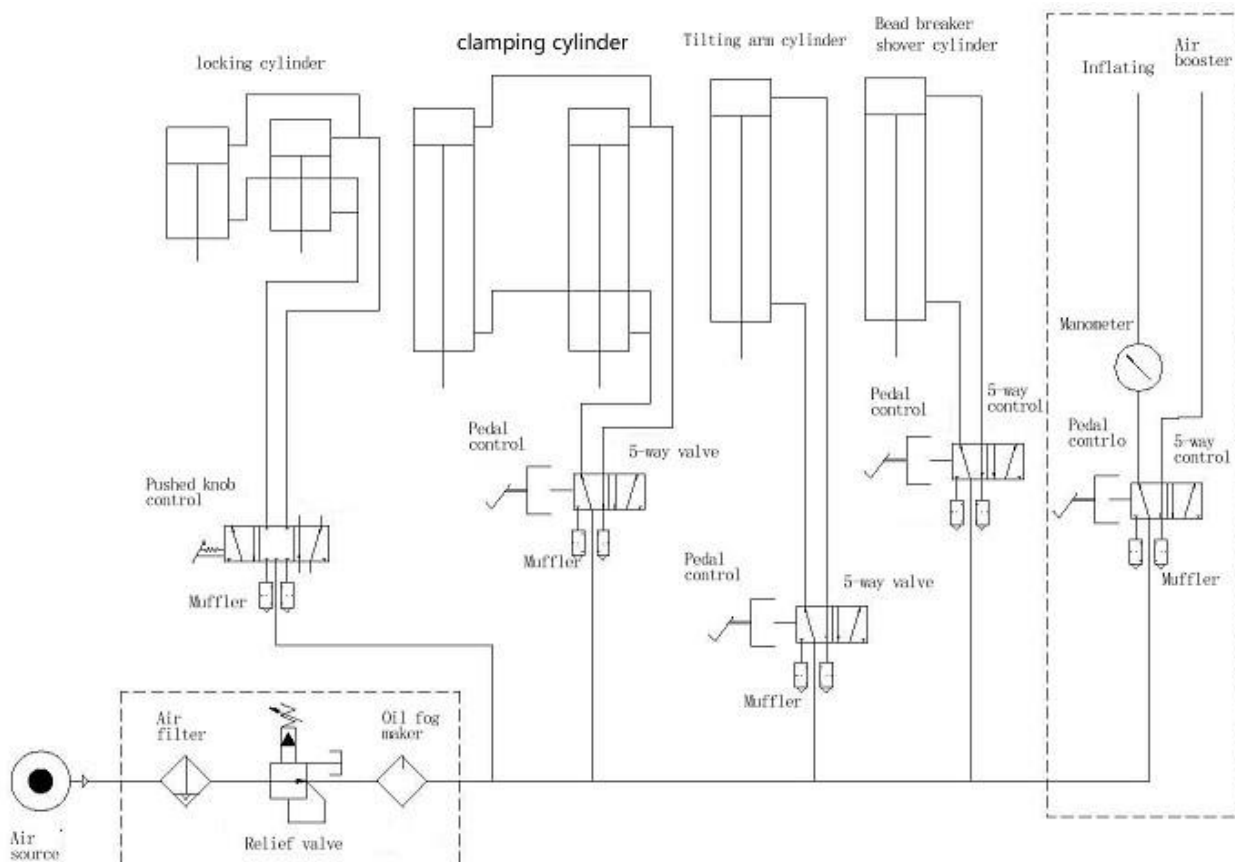 locking cylinder
clamping cylinder
Tilting arm cylinder
Bead breaker
shover cylinder
Inflating
Air
booster
Manometer
Pedal
control
5-way
control
Pedal
contrlo
5-way
control
Pedal
control
5-way valve
Pushed knob
control
Muffler
Muffler
Muffler
Pedal
control
5-way valve
Muffler
Air
filter
Oil fog
maker
Air
source
Relief valve